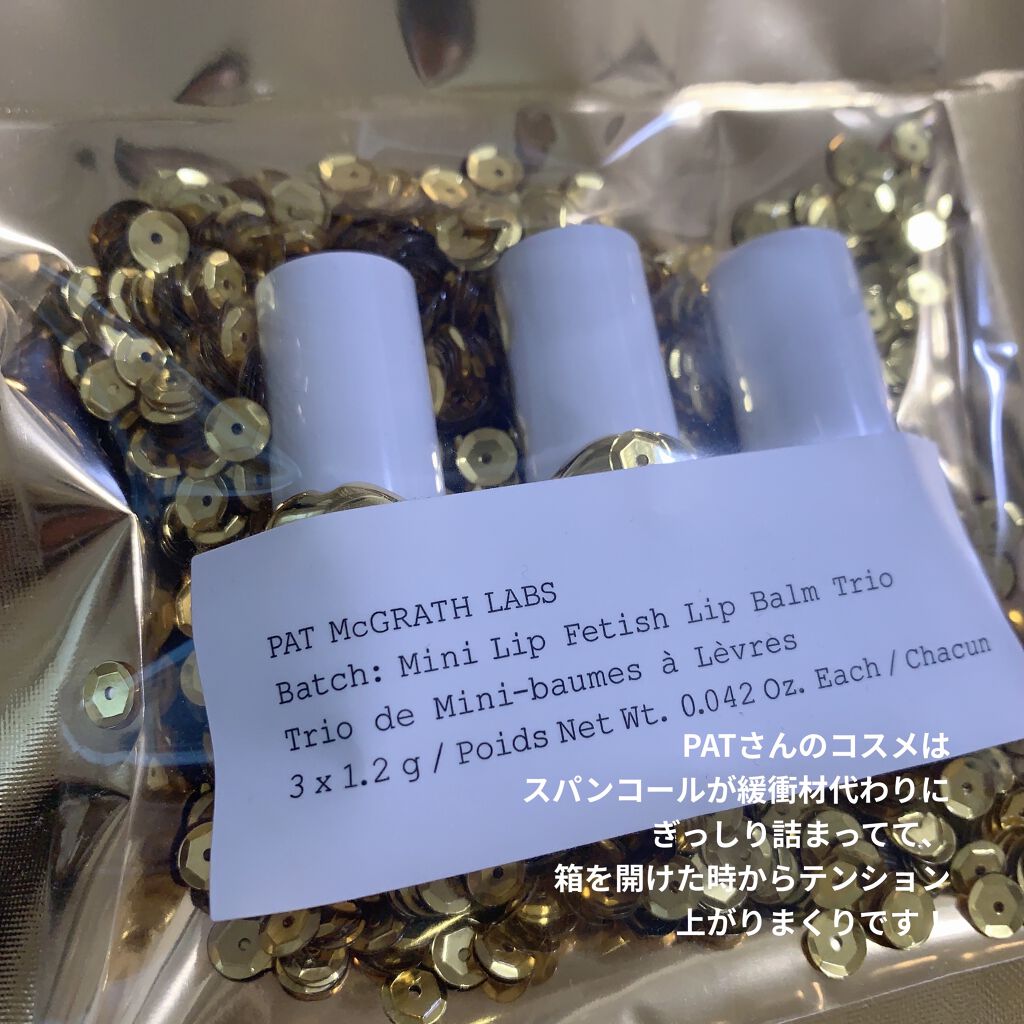 PAT McGRATH LABS
Batch: Mini Lip Fetish Lip Balm Trio
Trio de Mini-baumes à Lèvres
3 x 1.2 g / Poids Net Wt. 0.042 Oz. Each / Chacun
PATさんのコスメは
スパンコールが緩衝材代わりに
ぎっしり詰まってて、
箱を開けた時からテンション
上がりまくりです！